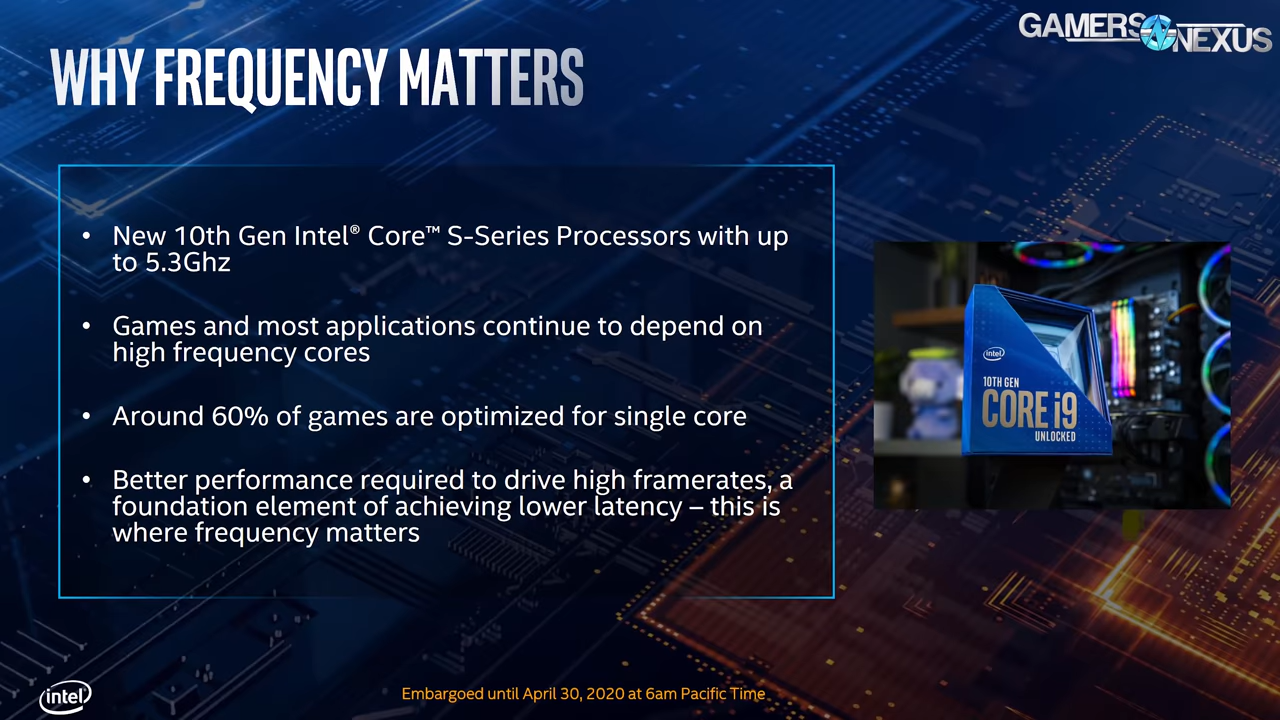 GAMERS NEXUS
WHY FREQUENCY MATTERS
• New 10th Gen Intel® Core™ S-Series Processors with up
to 5.3Ghz
• Games and most applications continue to depend on
high frequency cores
• Around 60% of games are optimized for single core
• Better performance required to drive high framerates, a
foundation element of achieving lower latency – this is
where frequency matters
intel
10TH GEN
CORE i9
UNLOCKED
intel
Embargoed until April 30, 2020 at 6am Pacific Time